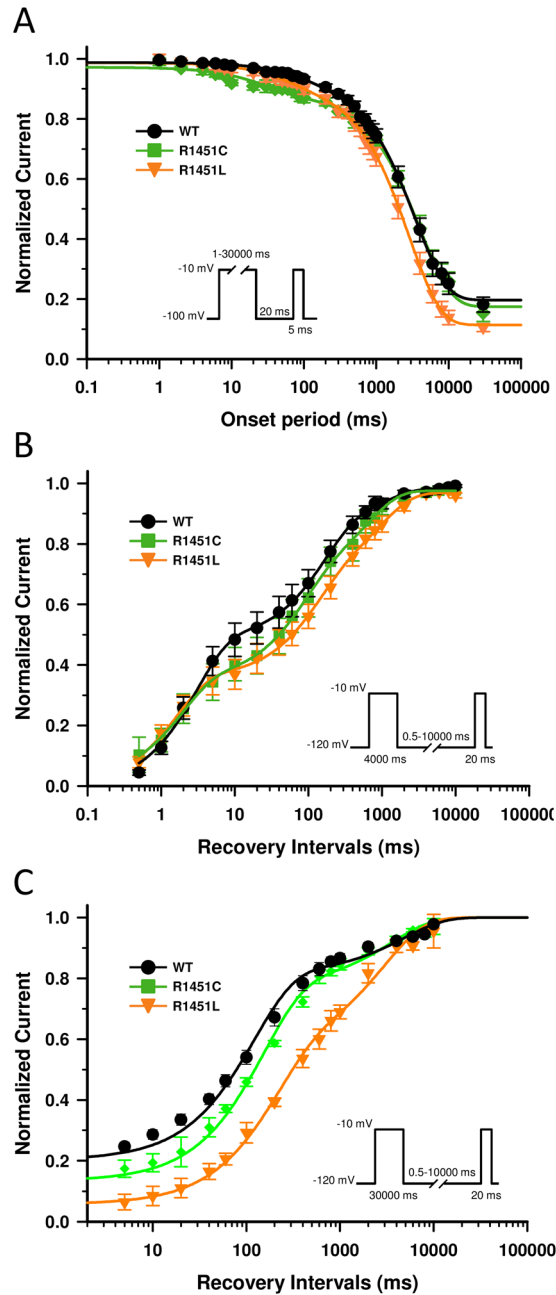 A
1.0
0.8
0.6
0.4
0.2
0.0
Normalized Current
WT
R1451C
R1451L
1-30000 ms
-10 mV
-100 mV
20 ms
5 ms
0.1 1 10 100 1000 10000 100000
Onset period (ms)
B
1.0
0.8
0.6
0.4
0.2
0.0
Normalized Current
WT
R1451C
R1451L
-10 mV
-120 mV
0.5-10000 ms
4000 ms
20 ms
0.1 1 10 100 1000 10000 100000
Recovery Intervals (ms)
C
1.0
0.8
0.6
0.4
0.2
0.0
Normalized Current
WT
R1451C
R1451L
-10 mV
-120 mV
0.5-10000 ms
30000 ms
20 ms
10 100 1000 10000 100000
Recovery Intervals (ms)